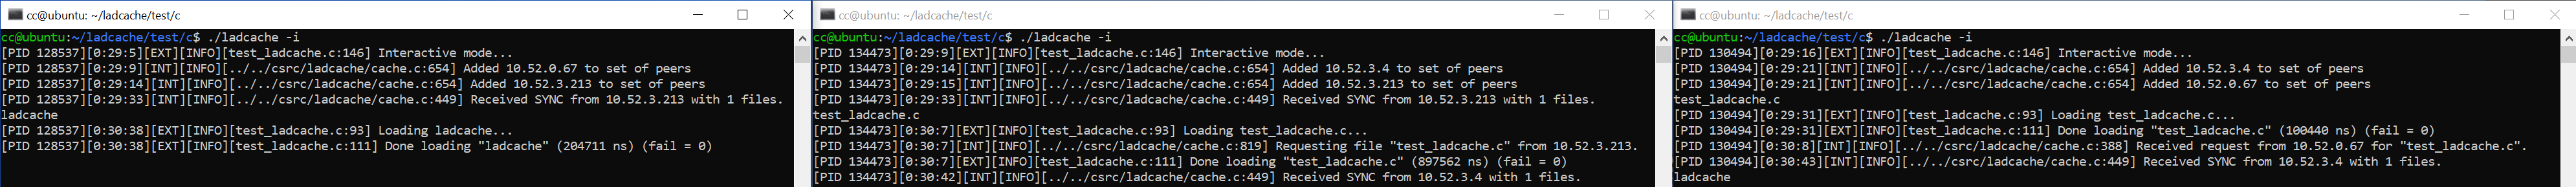 cc@ubuntu: ~/ladcache/test/c
cc@ubuntu:~/ladcache/test/c$ ./ladcache -i
[PID 128537][0:29:5][EXT][INFO][test_ladcache.c:146] Interactive mode...
[PID 128537][0:29:9][INT][INFO][../../csrc/ladcache/cache.c:654] Added 10.52.0.67 to set of peers
[PID 128537][0:29:14][INT][INFO][../../csrc/ladcache/cache.c:654] Added 10.52.3.213 to set of peers
[PID 128537][0:29:33][INT][INFO][../../csrc/ladcache/cache.c:449] Received SYNC from 10.52.3.213 with 1 files.
ladcache
[PID 128537][0:30:38][EXT][INFO][test_ladcache.c:93] Loading ladcache...
[PID 128537][0:30:38][EXT][INFO][test_ladcache.c:111] Done loading "ladcache" (204711 ns) (fail = 0)
cc@ubuntu: ~/ladcache/test/c
cc@ubuntu:~/ladcache/test/c$ ./ladcache -i
[PID 134473][0:29:9][EXT][INFO][test_ladcache.c:146] Interactive mode...
[PID 134473][0:29:14][INT][INFO][../../csrc/ladcache/cache.c:654] Added 10.52.3.4 to set of peers
[PID 134473][0:29:15][INT][INFO][../../csrc/ladcache/cache.c:654] Added 10.52.3.213 to set of peers
[PID 134473][0:29:33][INT][INFO][../../csrc/ladcache/cache.c:449] Received SYNC from 10.52.3.213 with 1 files.
test_ladcache.c
[PID 134473][0:30:7][EXT][INFO][test_ladcache.c:93] Loading test_ladcache.c...
[PID 134473][0:30:7][INT][INFO][../../csrc/ladcache/cache.c:819] Requesting file "test_ladcache.c" from 10.52.3.213.
[PID 134473][0:30:7][EXT][INFO][test_ladcache.c:111] Done loading "test_ladcache.c" (897562 ns) (fail = 0)
[PID 134473][0:30:42][INT][INFO][../../csrc/ladcache/cache.c:449] Received SYNC from 10.52.3.4 with 1 files.
cc@ubuntu: ~/ladcache/test/c
cc@ubuntu:~/ladcache/test/c$ ./ladcache -i
[PID 130494][0:29:16][EXT][INFO][test_ladcache.c:146] Interactive mode...
[PID 130494][0:29:21][INT][INFO][../../csrc/ladcache/cache.c:654] Added 10.52.3.4 to set of peers
[PID 130494][0:29:21][INT][INFO][../../csrc/ladcache/cache.c:654] Added 10.52.0.67 to set of peers
test_ladcache.c
[PID 130494][0:29:31][EXT][INFO][test_ladcache.c:93] Loading test_ladcache.c...
[PID 130494][0:29:31][EXT][INFO][test_ladcache.c:111] Done loading "test_ladcache.c" (100440 ns) (fail = 0)
[PID 130494][0:30:8][INT][INFO][../../csrc/ladcache/cache.c:388] Received request from 10.52.0.67 for "test_ladcache.c".
[PID 130494][0:30:43][INT][INFO][../../csrc/ladcache/cache.c:449] Received SYNC from 10.52.3.4 with 1 files.
ladcache